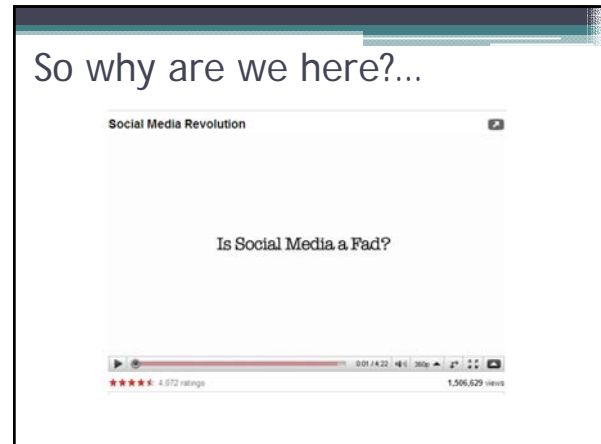 So why are we here?...
Social Media Revolution
Is Social Media a Fad?
0:01 / 4:22 360p
4,072 ratings 1,506,629 views